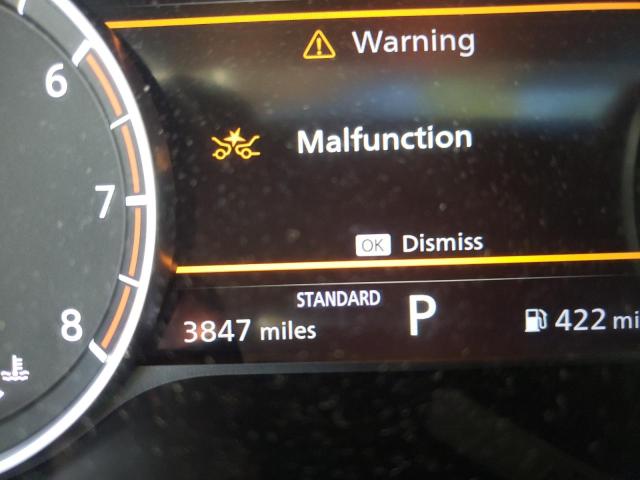 6
7
8
Warning
Malfunction
OK Dismiss
STANDARD
3847 miles
P
422 mi